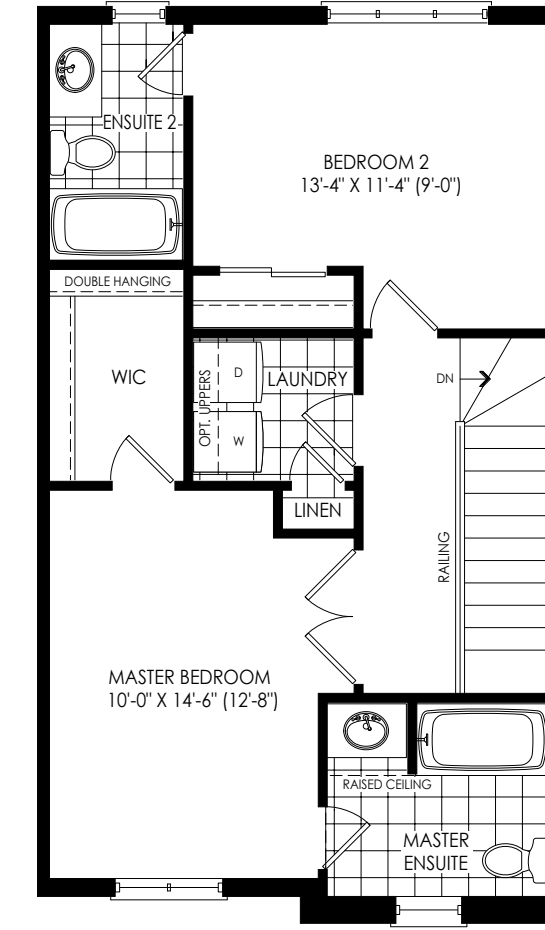 ENSUITE 2
BEDROOM 2
13'-4" X 11'-4" (9'-0")
DOUBLE HANGING
WIC
OPT. UPPERS
D
LAUNDRY
W
DN
LINEN
RAILING
MASTER BEDROOM
10'-0" X 14'-6" (12'-8")
RAISED CEILING
MASTER
ENSUITE